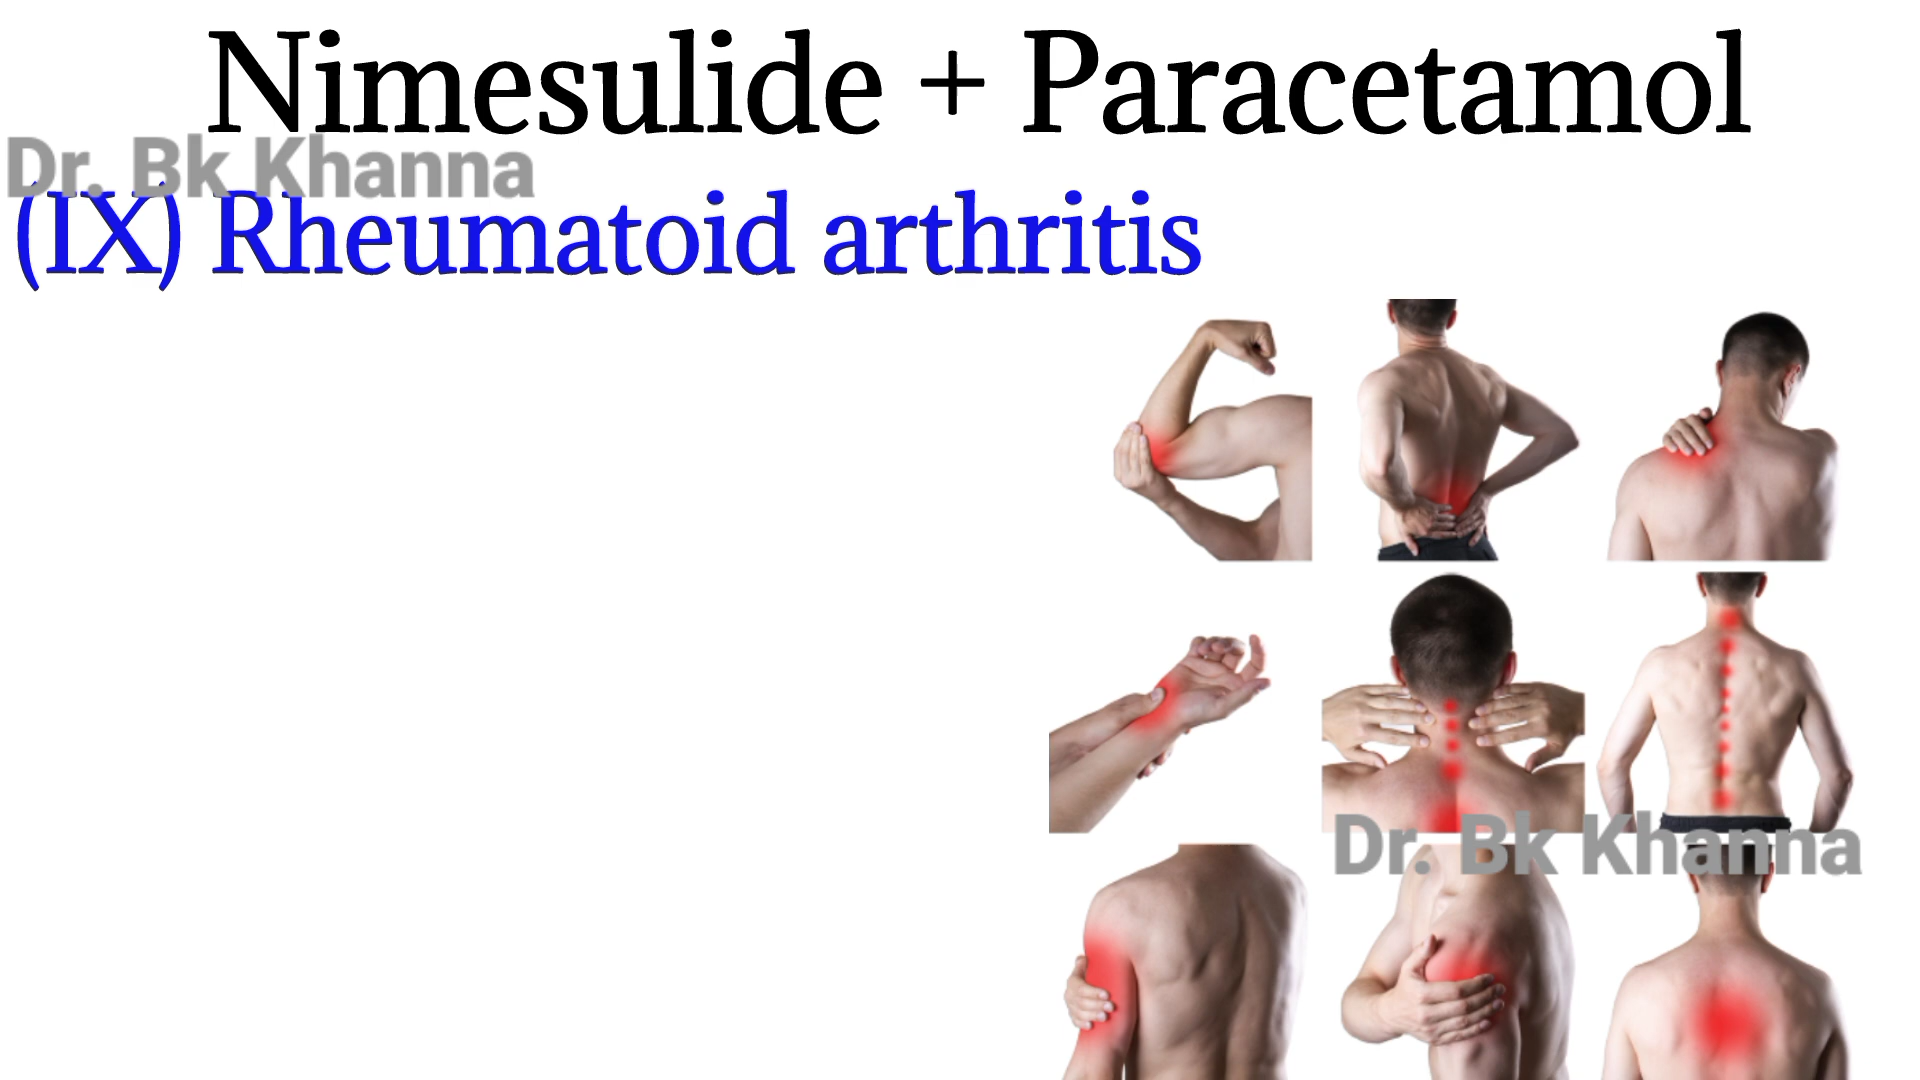 Nimesulide + Paracetamol
Dr. Bk Khanna
(IX) Rheumatoid arthritis
Dr. Bk Khanna